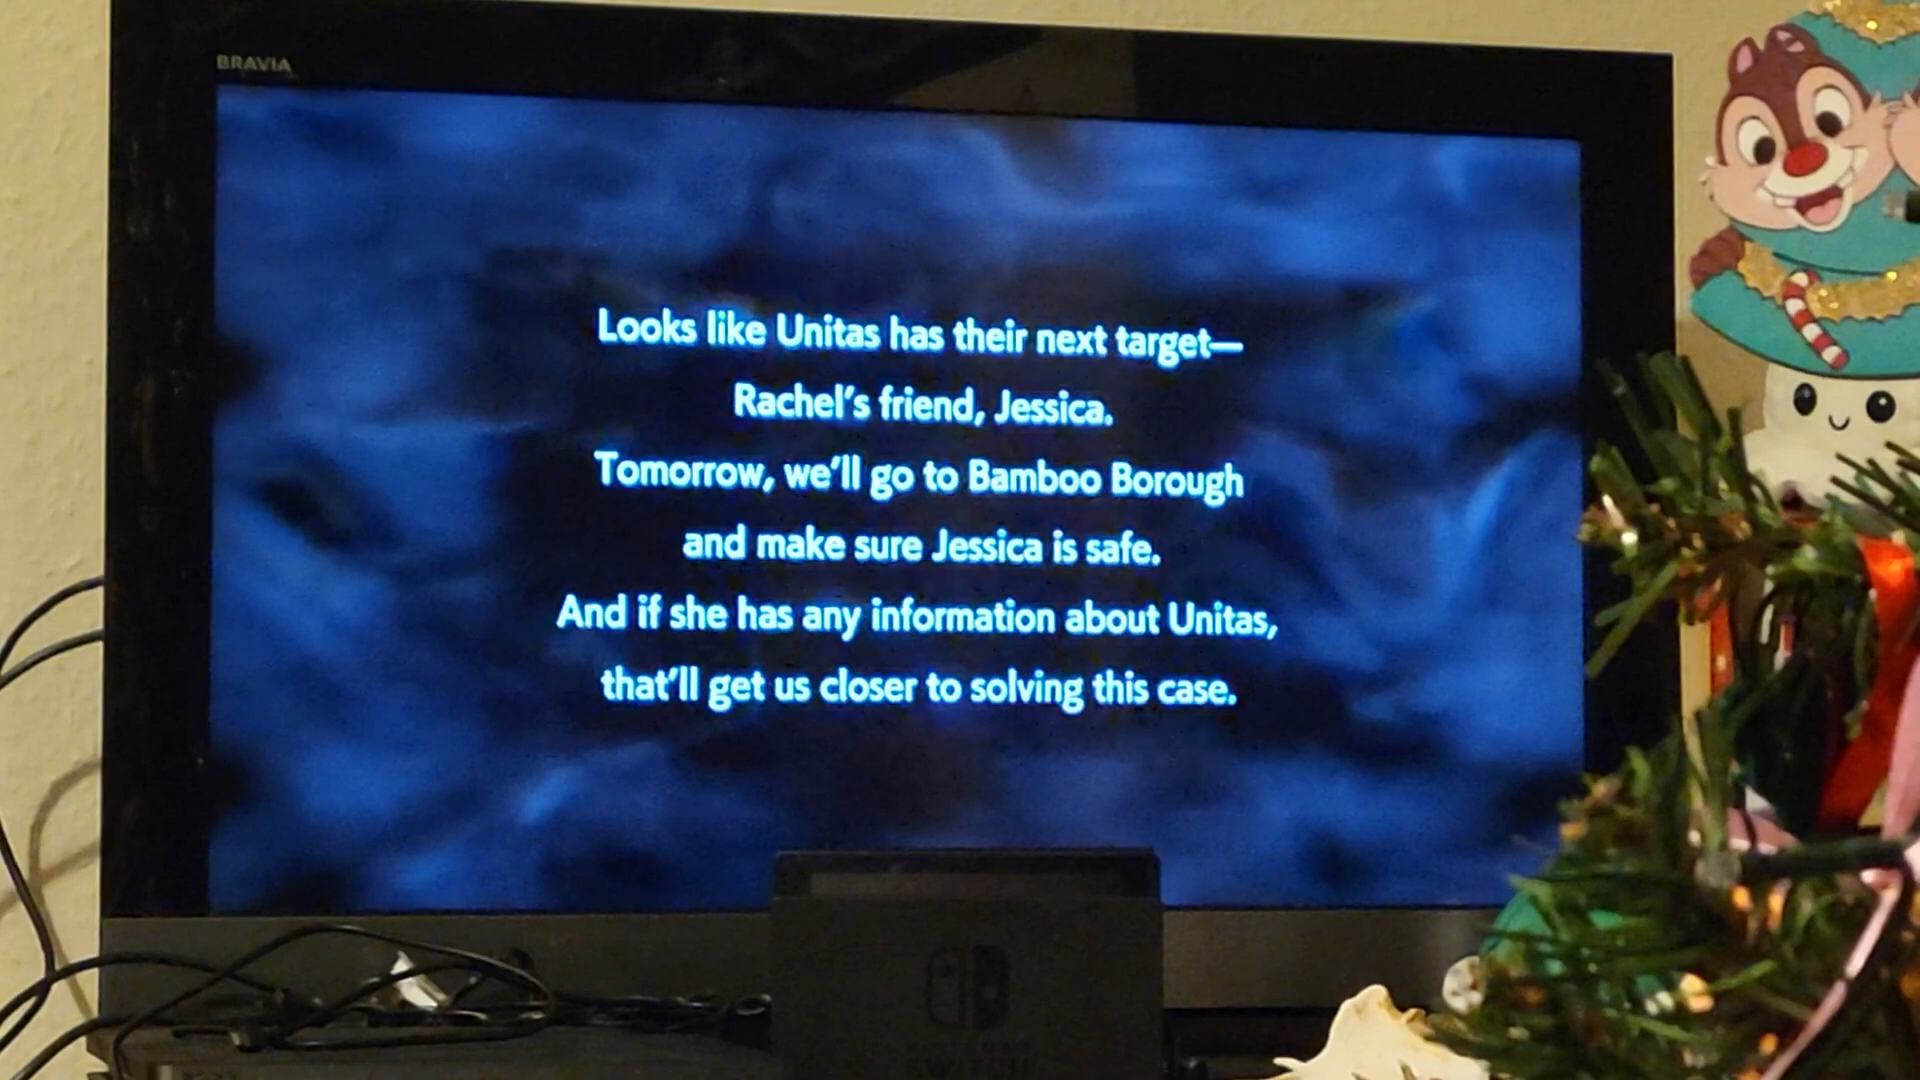 BRAVIA
Looks like Unitas has their next target—
Rachel's friend, Jessica.
Tomorrow, we'll go to Bamboo Borough
and make sure Jessica is safe.
And if she has any information about Unitas,
that'll get us closer to solving this case.
SWITCH